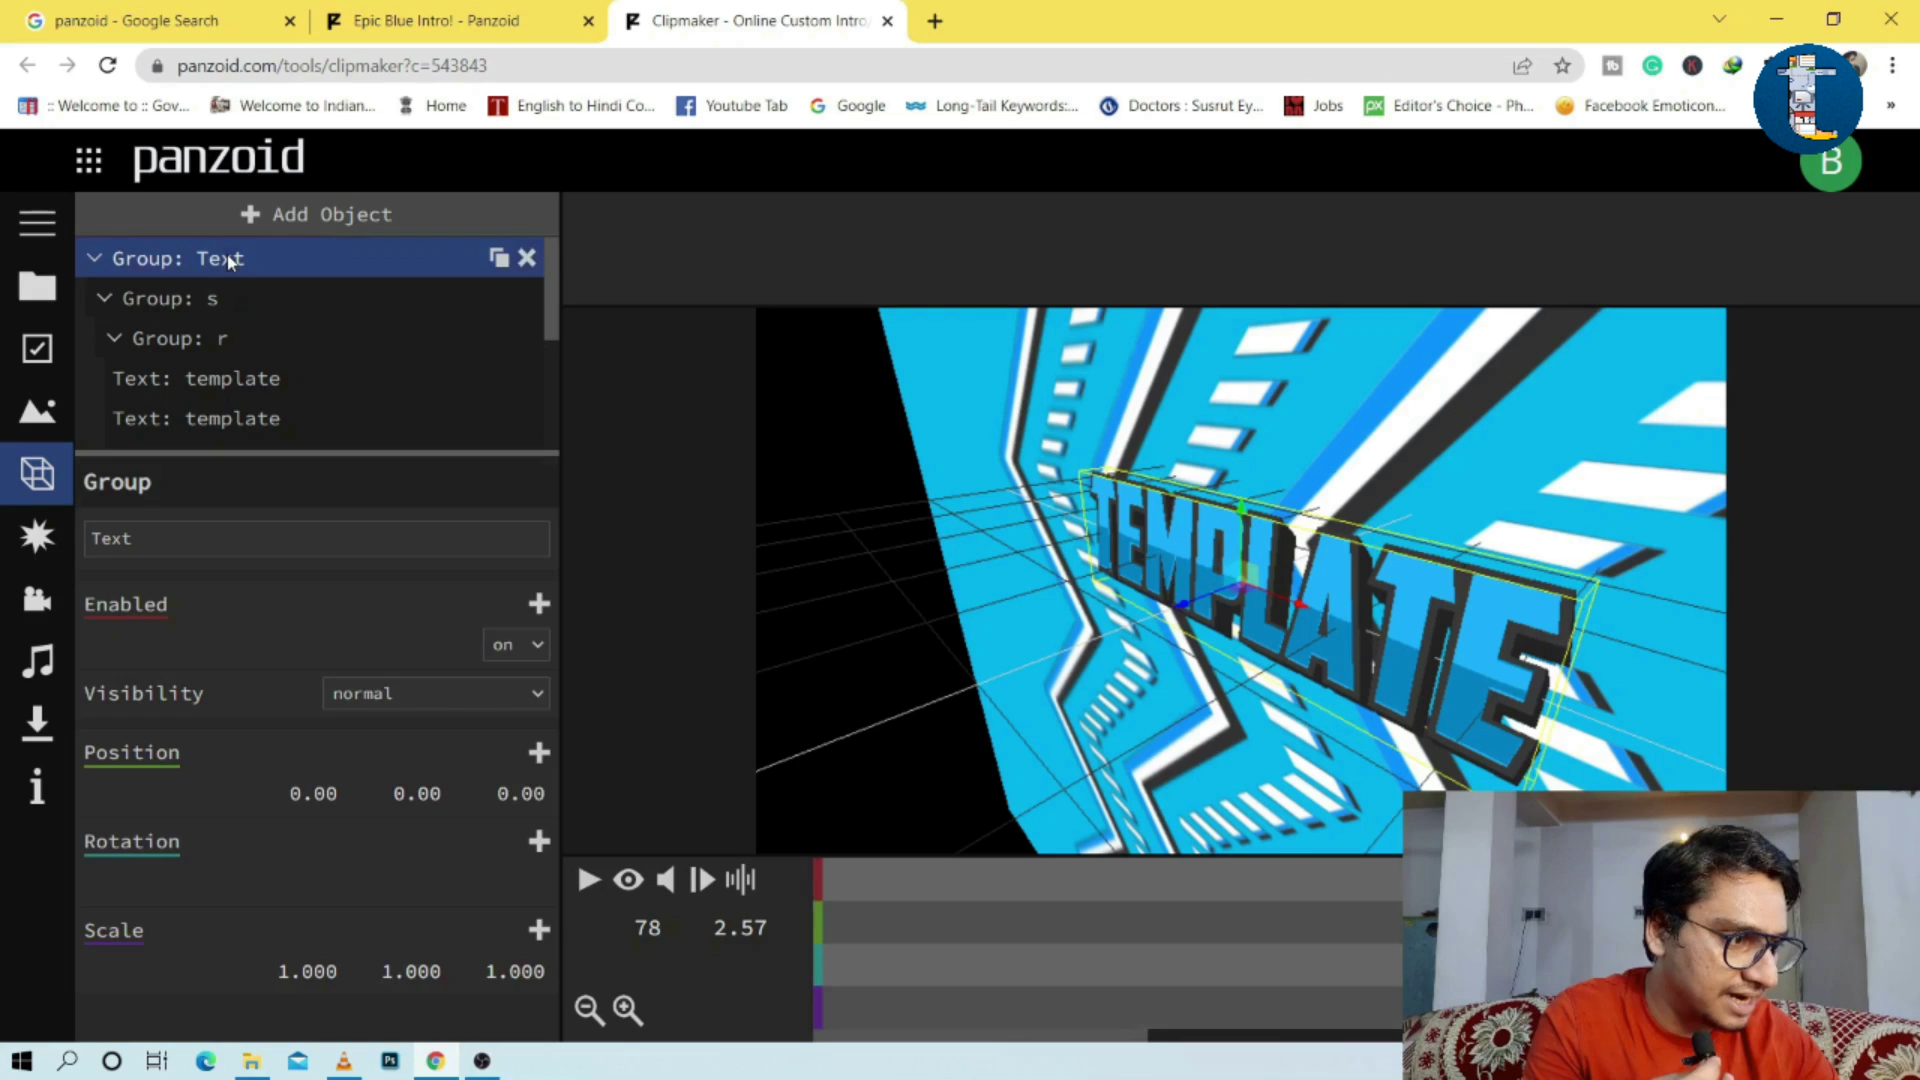 panzoid - Google Search
Epic Blue Intro! - Panzoid
Clipmaker - Online Custom Intro
panzoid.com/tools/clipmaker?c=543843
:: Welcome to :: Gov...
Welcome to Indian...
Home
English to Hindi Co...
Youtube Tab
Google
Long-Tail Keywords:...
Doctors : Susrut Ey...
Jobs
Editor's Choice - Ph...
Facebook Emoticon...
panzoid
B
Add Object
Group: Text
Group: s
Group: r
Text: template
Text: template
Group
Text
Enabled
on
Visibility
normal
Position
0.00 0.00 0.00
Rotation
Scale
1.000 1.000 1.000
TEMPLATE
78 2.57